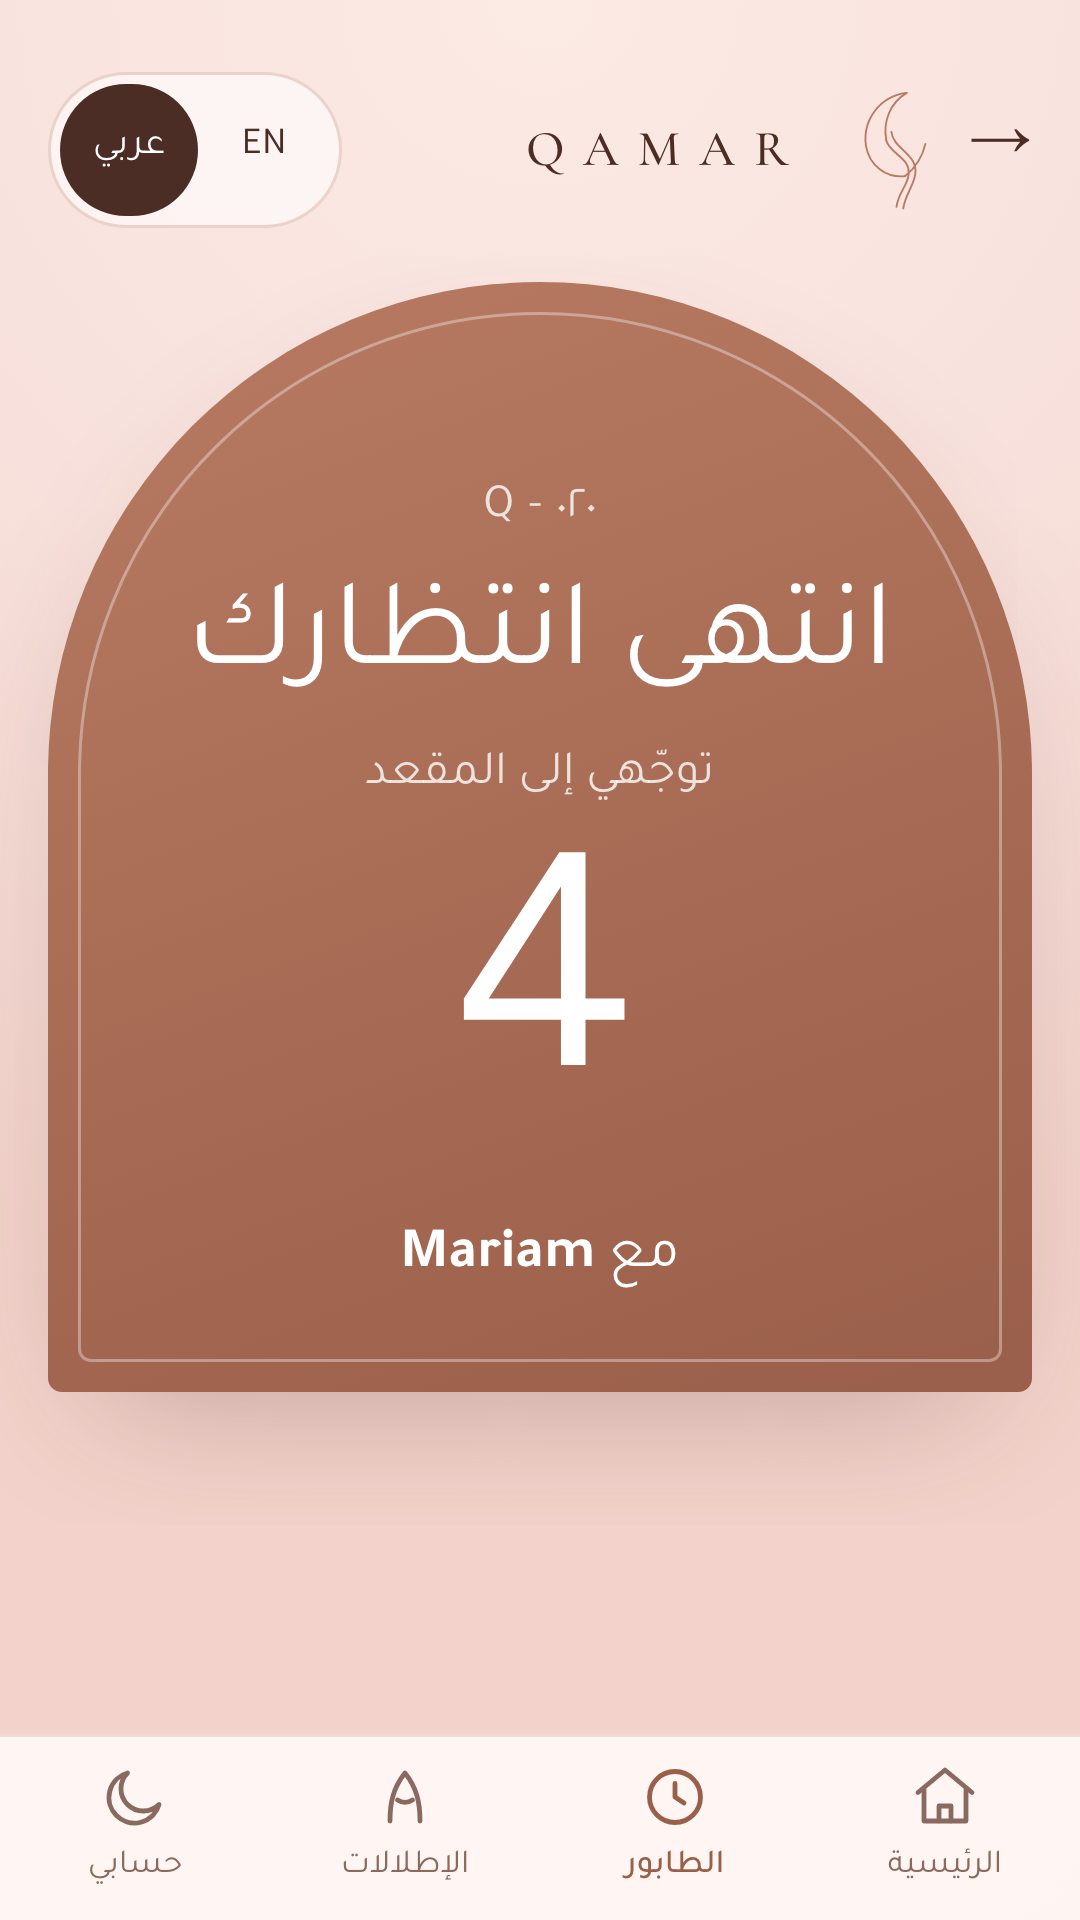 QAMAR
عربي EN
Q - ٠٢٠
انتهى انتظارك
توجّهي إلى المقعد
4
مع Mariam
الرئيسية
الطابور
الإطلالات
حسابي